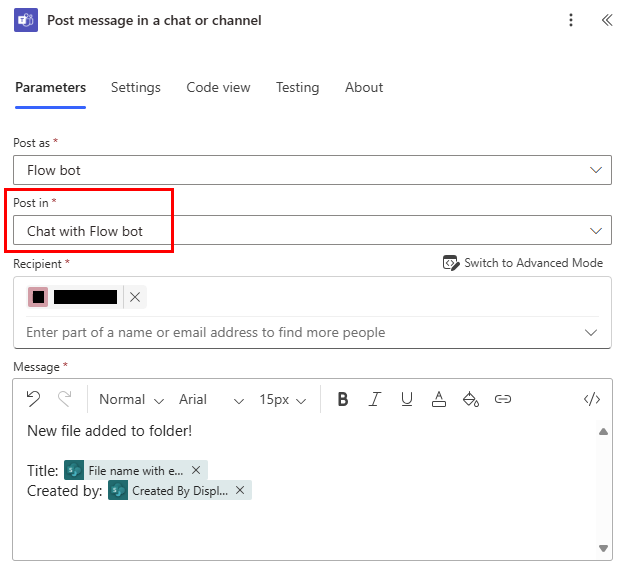 Post message in a chat or channel
Parameters Settings Code view Testing About
Post as *
Flow bot
Post in *
Chat with Flow bot
Recipient * Switch to Advanced Mode
Enter part of a name or email address to find more people
Message *
Normal Arial 15px B I U A </>
New file added to folder!
Title: File name with e... ×
Created by: Created By Displ... ×